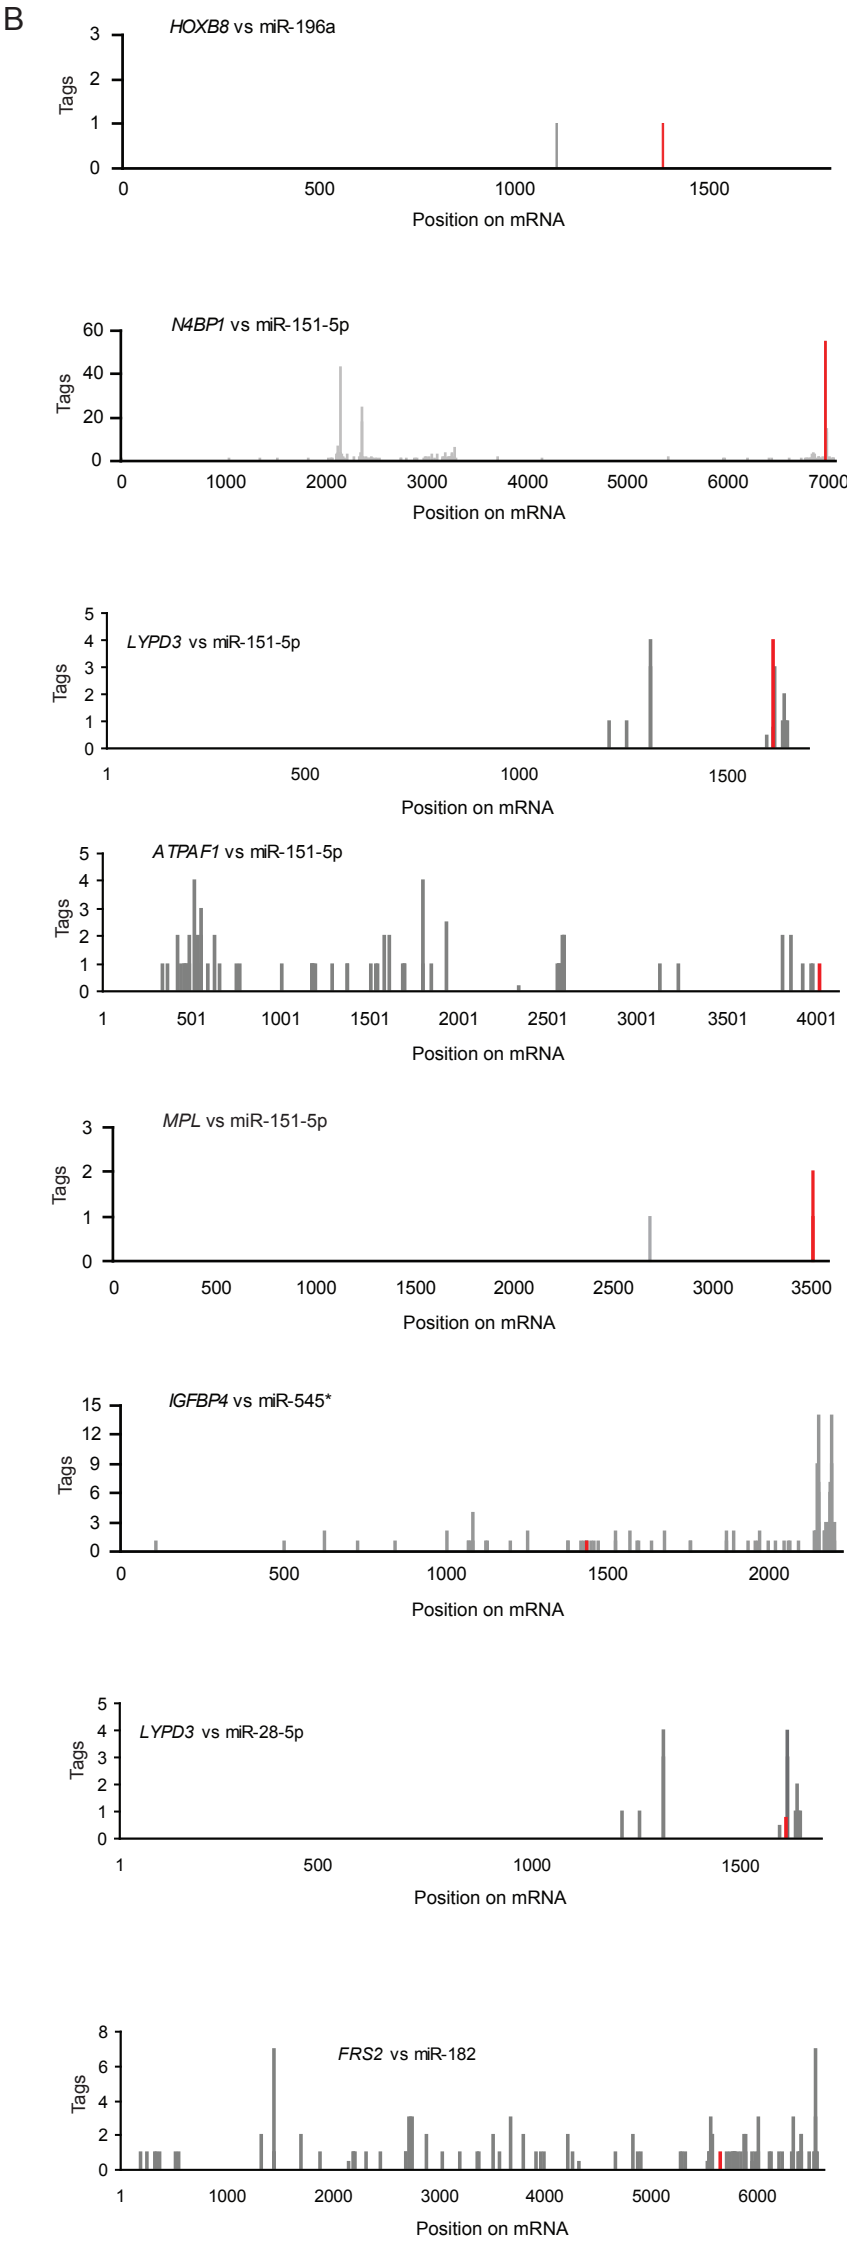 B
HOXB8 vs miR-196a
3
2
1
0
Tags
0 500 1000 1500
Position on mRNA
N4BP1 vs miR-151-5p
60
40
20
0
Tags
0 1000 2000 3000 4000 5000 6000 7000
Position on mRNA
LYPD3 vs miR-151-5p
5
4
3
2
1
0
Tags
1 500 1000 1500
Position on mRNA
ATPAF1 vs miR-151-5p
5
4
3
2
1
0
Tags
1 501 1001 1501 2001 2501 3001 3501 4001
Position on mRNA
MPL vs miR-151-5p
3
2
1
0
Tags
0 500 1000 1500 2000 2500 3000 3500
Position on mRNA
IGFBP4 vs miR-545*
15
12
9
6
3
0
Tags
0 500 1000 1500 2000
Position on mRNA
LYPD3 vs miR-28-5p
5
4
3
2
1
0
Tags
1 500 1000 1500
Position on mRNA
FRS2 vs miR-182
8
6
4
2
0
Tags
1 1000 2000 3000 4000 5000 6000
Position on mRNA